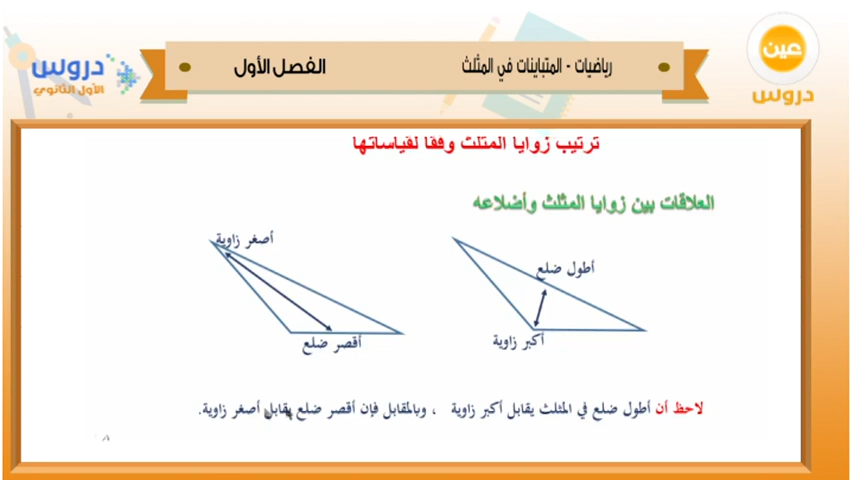 عين
دروس
رياضيات - المتباينات في المثلث
الفصل الأول
دروس
الأول الثانوي
ترتيب زوايا المثلث وفقا لقياساتها
العلاقات بين زوايا المثلث وأضلاعه
أطول ضلع
أكبر زاوية
أصغر زاوية
أقصر ضلع
لاحظ أن أطول ضلع في المثلث يقابل أكبر زاوية ، وبالمقابل فإن أقصر ضلع يقابل أصغر زاوية.